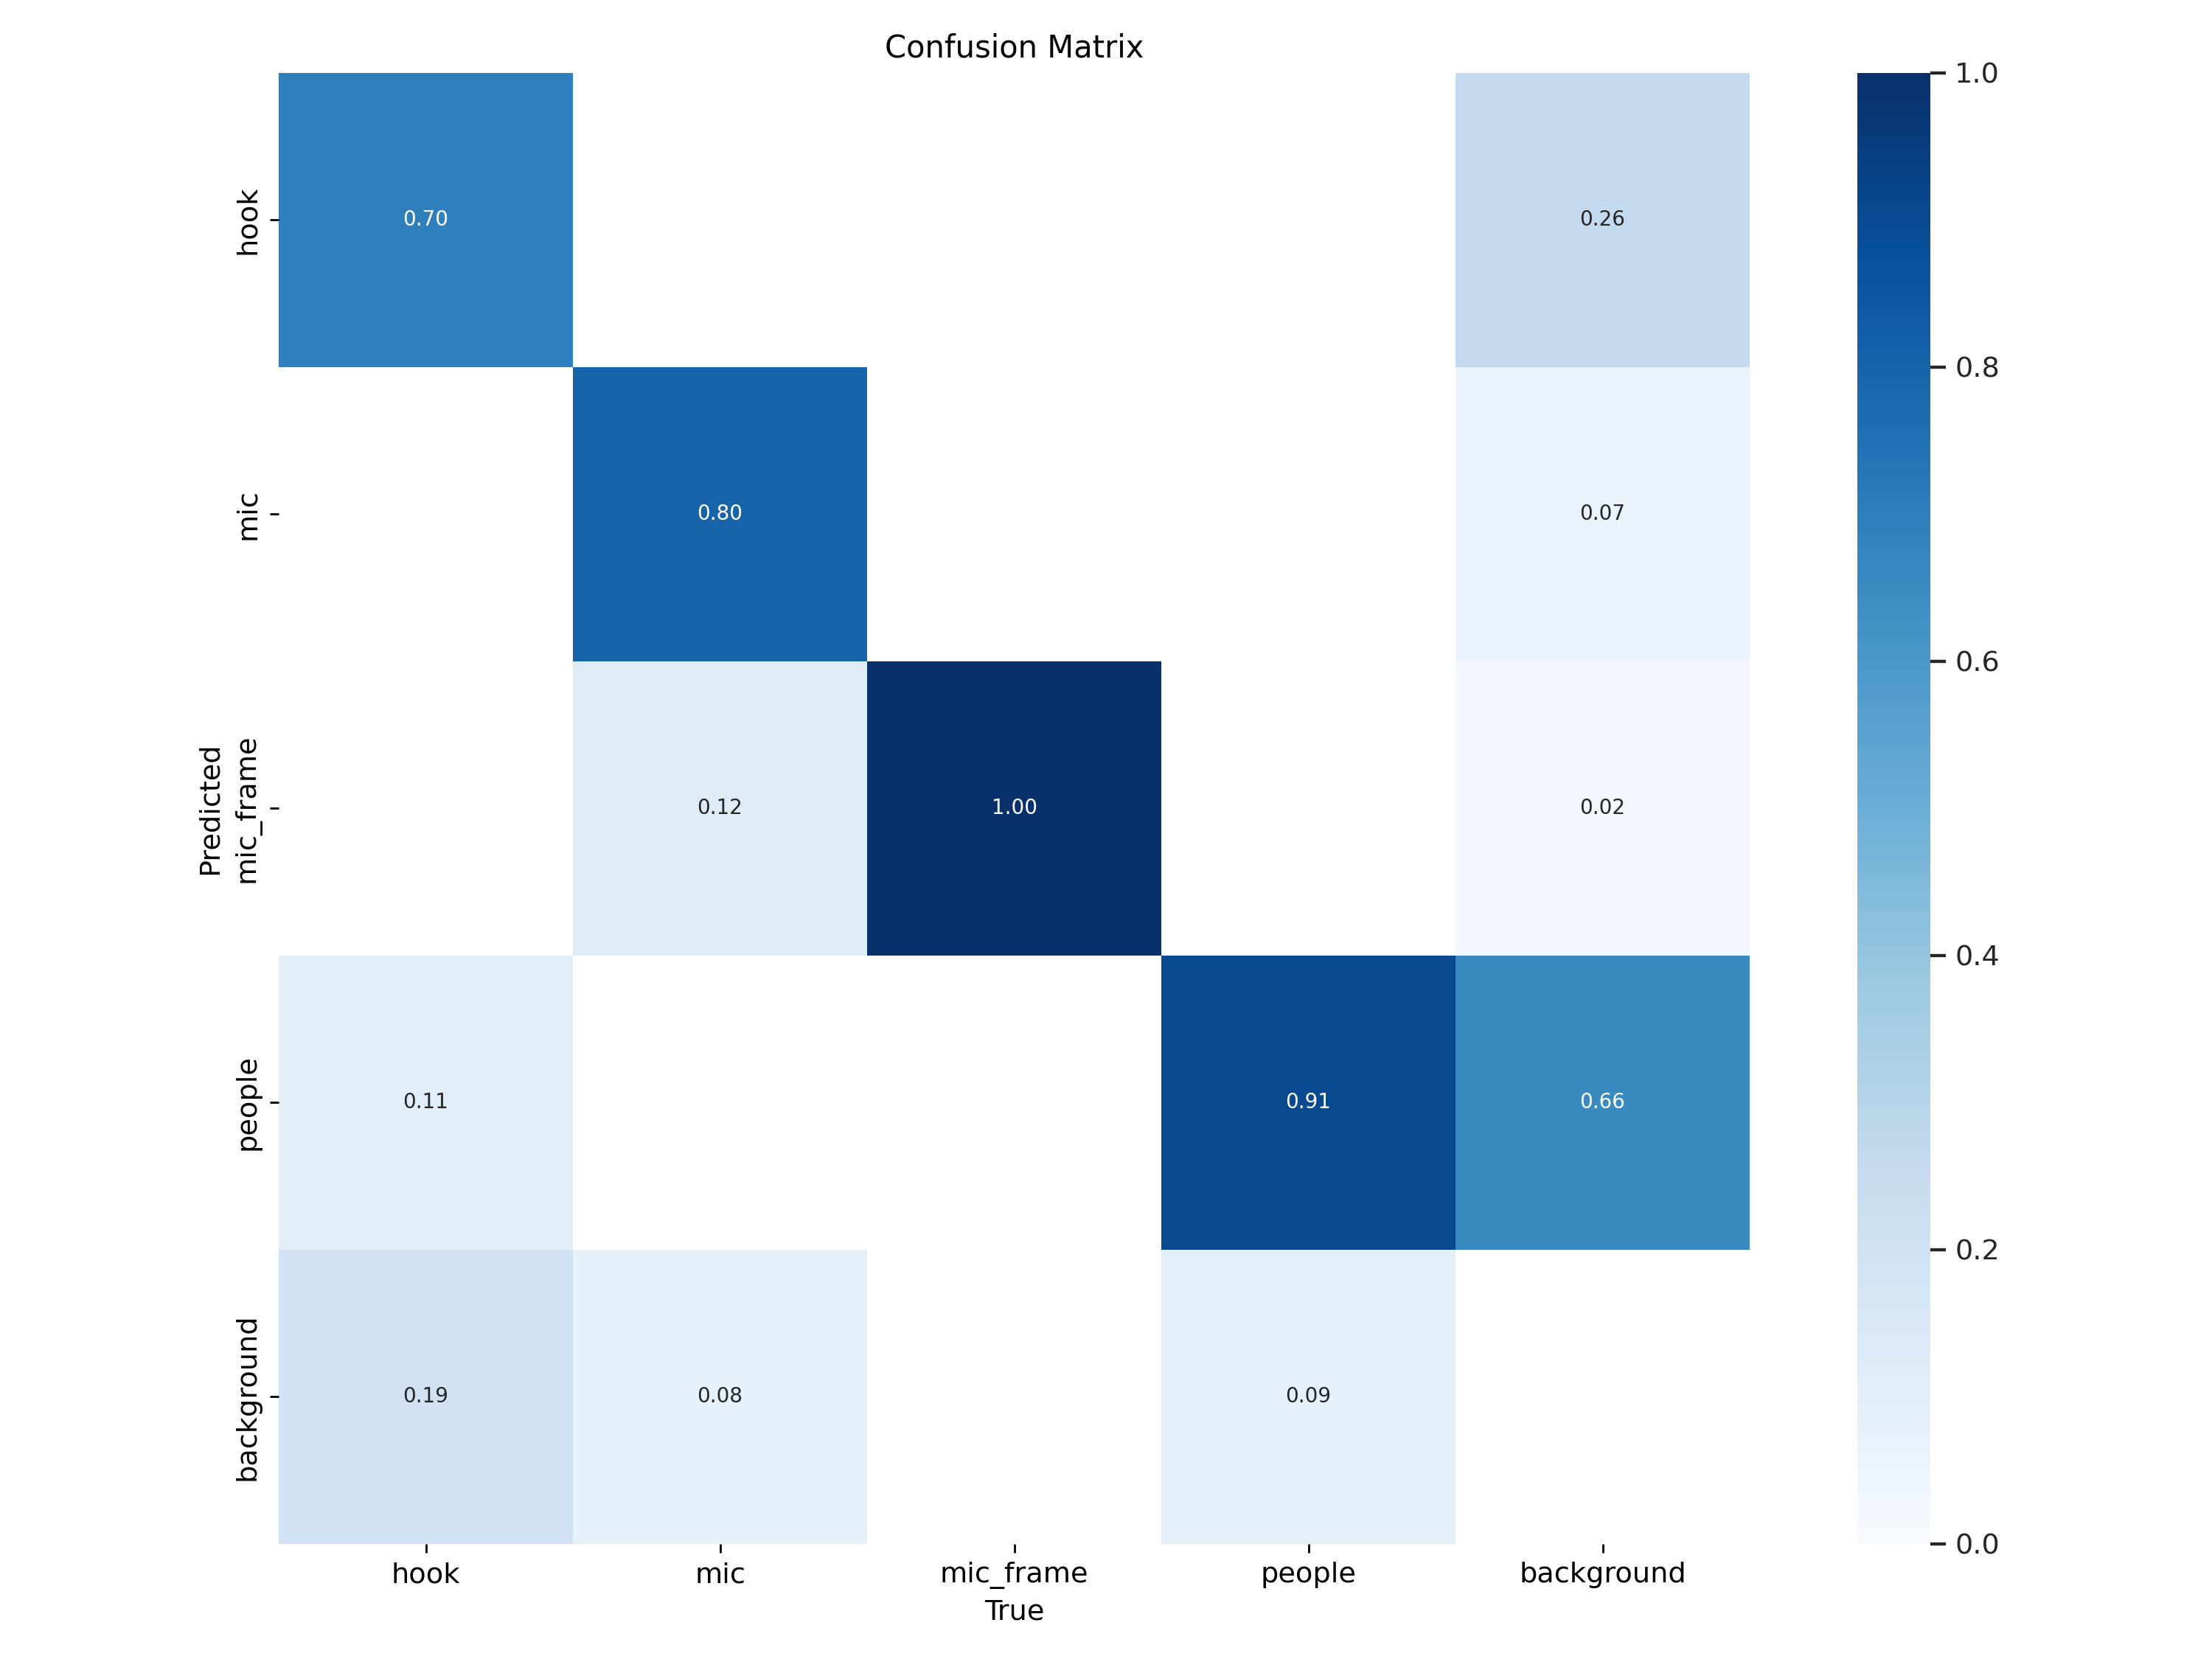 Confusion Matrix
1.0
hook
0.70
0.26
0.8
mic
0.80
0.07
0.6
Predicted
mic_frame
0.12
1.00
0.02
0.4
people
0.11
0.91
0.66
0.2
background
0.19
0.08
0.09
0.0
hook
mic
mic_frame
people
background
True